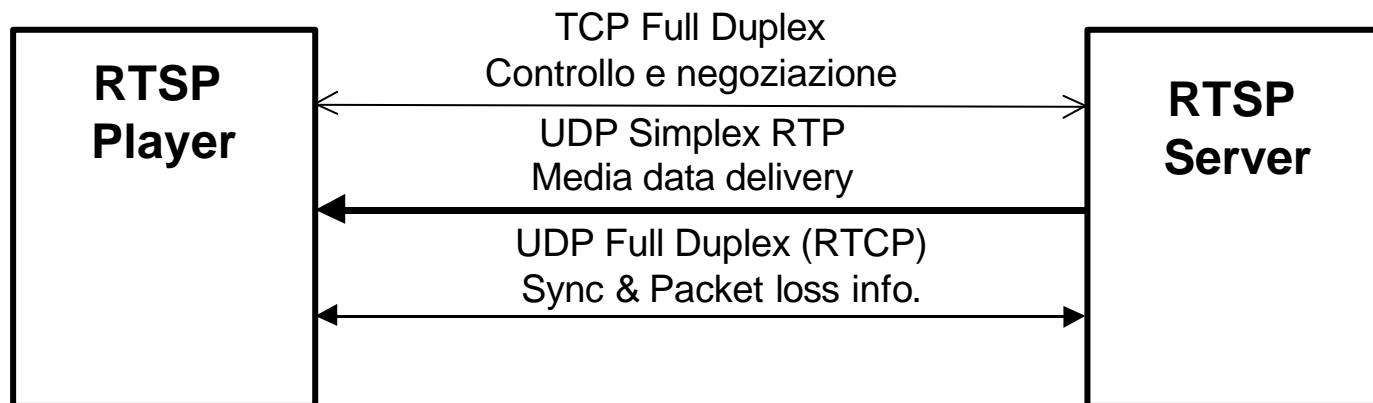 RTSP
Player
TCP Full Duplex
Controllo e negoziazione
UDP Simplex RTP
Media data delivery
UDP Full Duplex (RTCP)
Sync & Packet loss info.
RTSP
Server